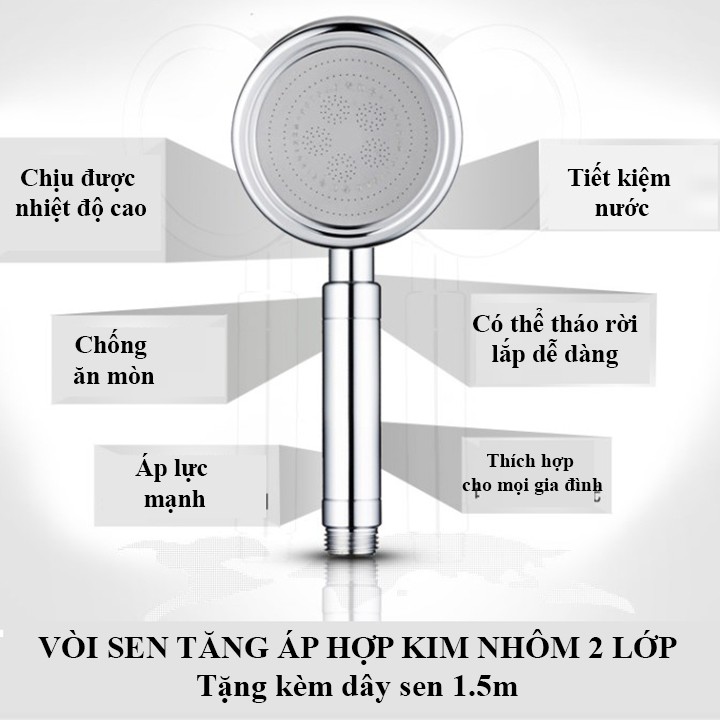 Chịu được
nhiệt độ cao
Tiết kiệm
nước
Chống
ăn mòn
Có thể tháo rời
lắp dễ dàng
Áp lực
mạnh
Thích hợp
cho mọi gia đình
VÒI SEN TĂNG ÁP HỢP KIM NHÔM 2 LỚP
Tặng kèm dây sen 1.5m